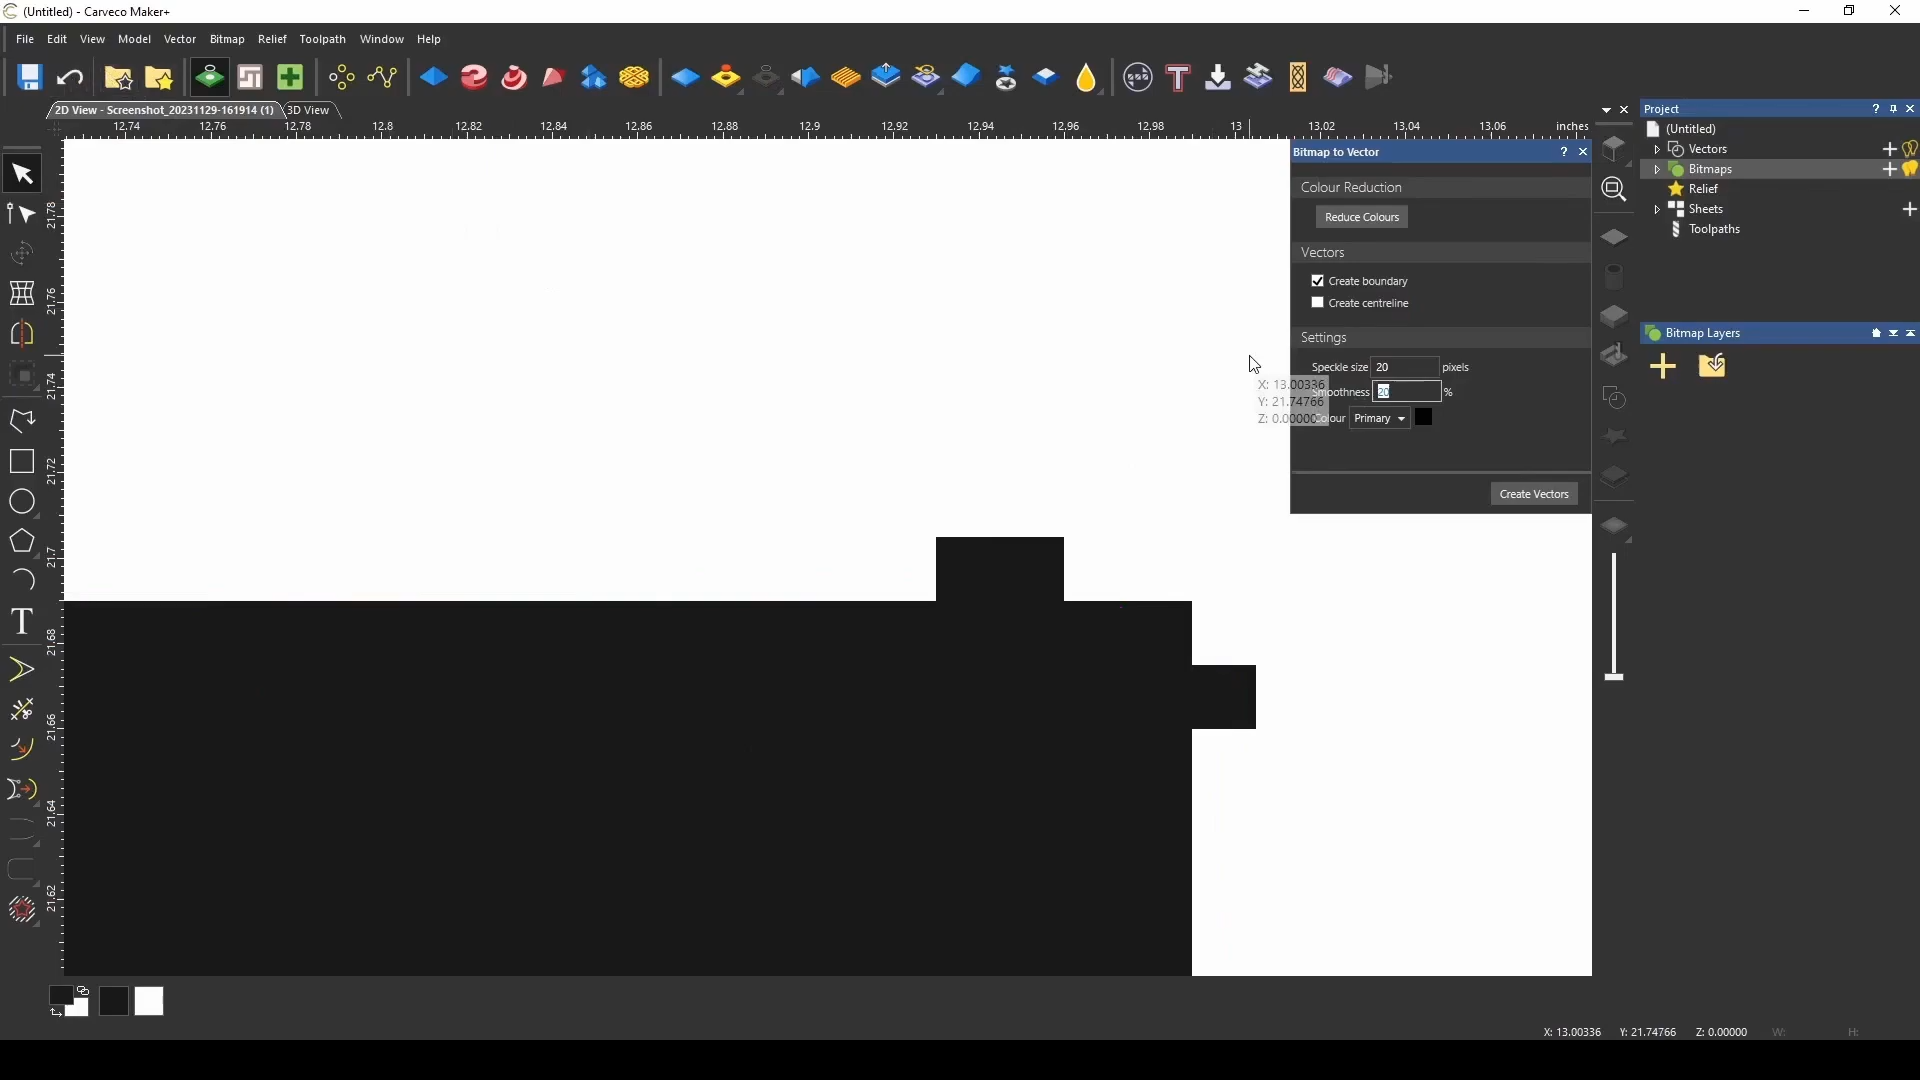 (Untitled) - Carveco Maker+
File Edit View Model Vector Bitmap Relief Toolpath Window Help
2D View - Screenshot_20231129-161914 (1) 3D View
12.74 12.76 12.78 12.8 12.82 12.84 12.86 12.88 12.9 12.92 12.94 12.96 12.98 13 13.02 13.04 13.06 inches
21.78
21.76
21.74
21.72
21.7
21.68
21.66
21.64
21.62
T
Bitmap to Vector ?
Colour Reduction
Reduce Colours
Vectors
Create boundary
Create centreline
Settings
Speckle size 20 pixels
Smoothness 20 %
Colour Primary
Create Vectors
X: 13.00336
Y: 21.74766
Z: 0.00000
Project ?
(Untitled)
Vectors
Bitmaps
Relief
Sheets
Toolpaths
Bitmap Layers
X: 13.00336 Y: 21.74766 Z: 0.00000 W: H: